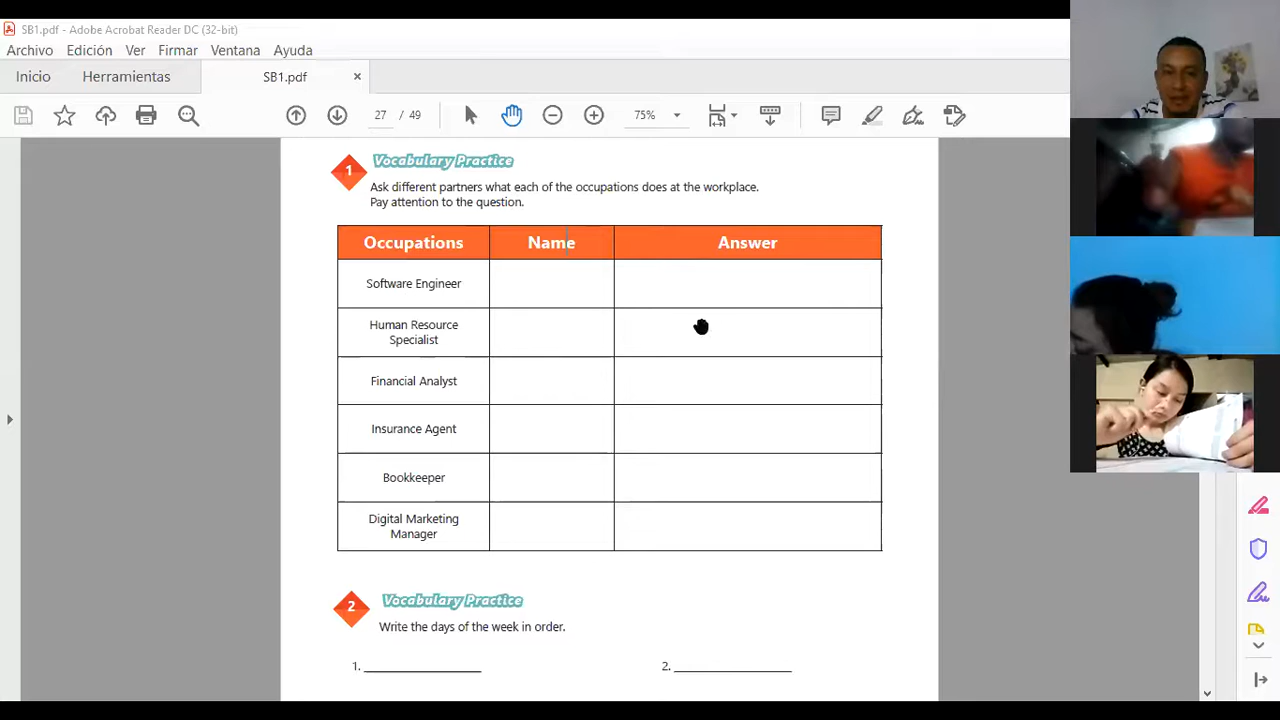 SB1.pdf - Adobe Acrobat Reader DC (32-bit)
Archivo Edición Ver Firmar Ventana Ayuda
Inicio Herramientas SB1.pdf ×
27 / 49 75%
1 Vocabulary Practice
Ask different partners what each of the occupations does at the workplace.
Pay attention to the question.
Occupations Name Answer
Software Engineer
Human Resource
Specialist
Financial Analyst
Insurance Agent
Bookkeeper
Digital Marketing
Manager
2 Vocabulary Practice
Write the days of the week in order.
1. ________________ 2. ________________